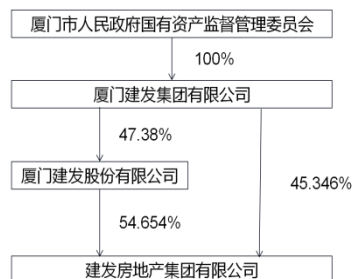 厦门市人民政府国有资产监督管理委员会
100%
厦门建发集团有限公司
47.38%
厦门建发股份有限公司
45.346%
54.654%
建发房地产集团有限公司